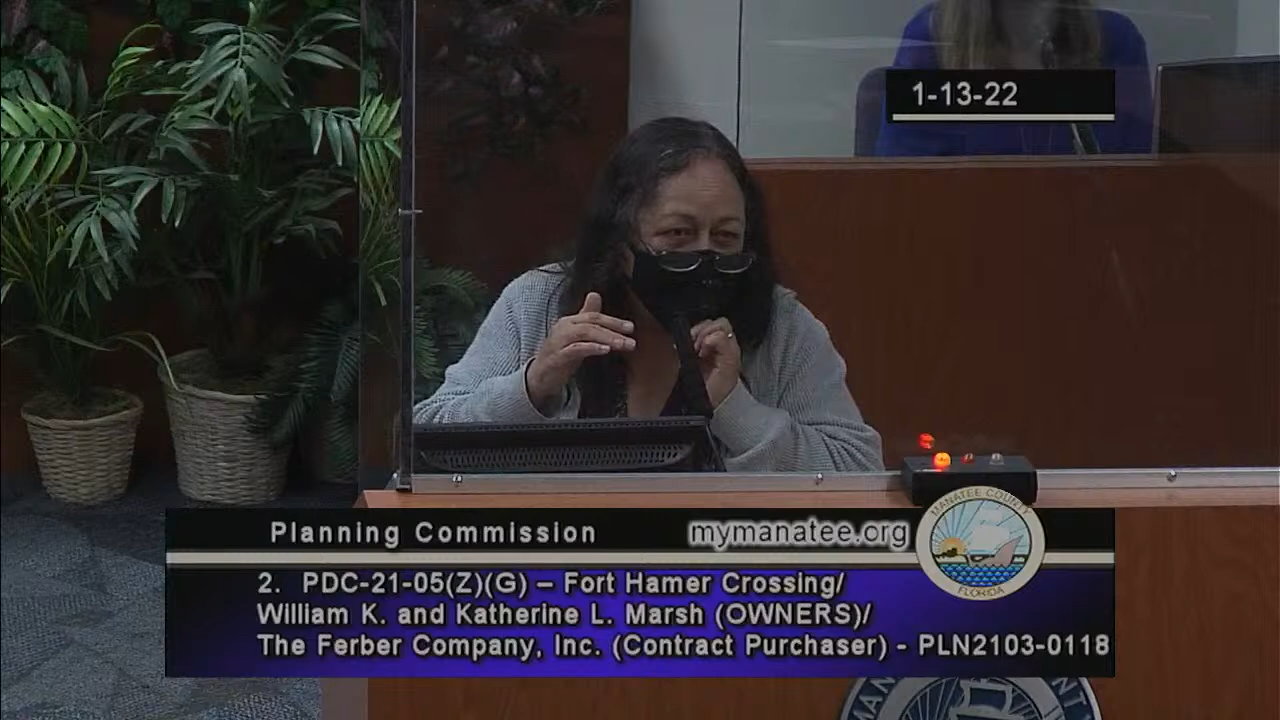 1-13-22
Planning Commission
mymanatee.org
MANATEE COUNTY
FLORIDA
2. PDC-21-05(Z)(G) – Fort Hamer Crossing/
William K. and Katherine L. Marsh (OWNERS)/
The Ferber Company, Inc. (Contract Purchaser) - PLN2103-0118